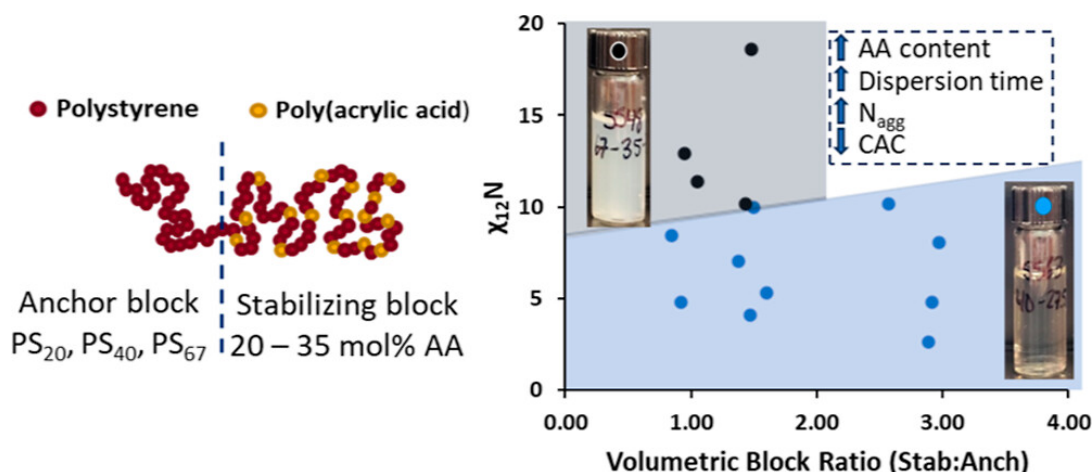 Polystyrene
Poly(acrylic acid)
Anchor block
PS20, PS40, PS67
Stabilizing block
20 – 35 mol% AA
20
15
10
5
0
χ12N
0.00 1.00 2.00 3.00 4.00
Volumetric Block Ratio (Stab:Anch)
AA content
Dispersion time
Nagg
CAC
67-35